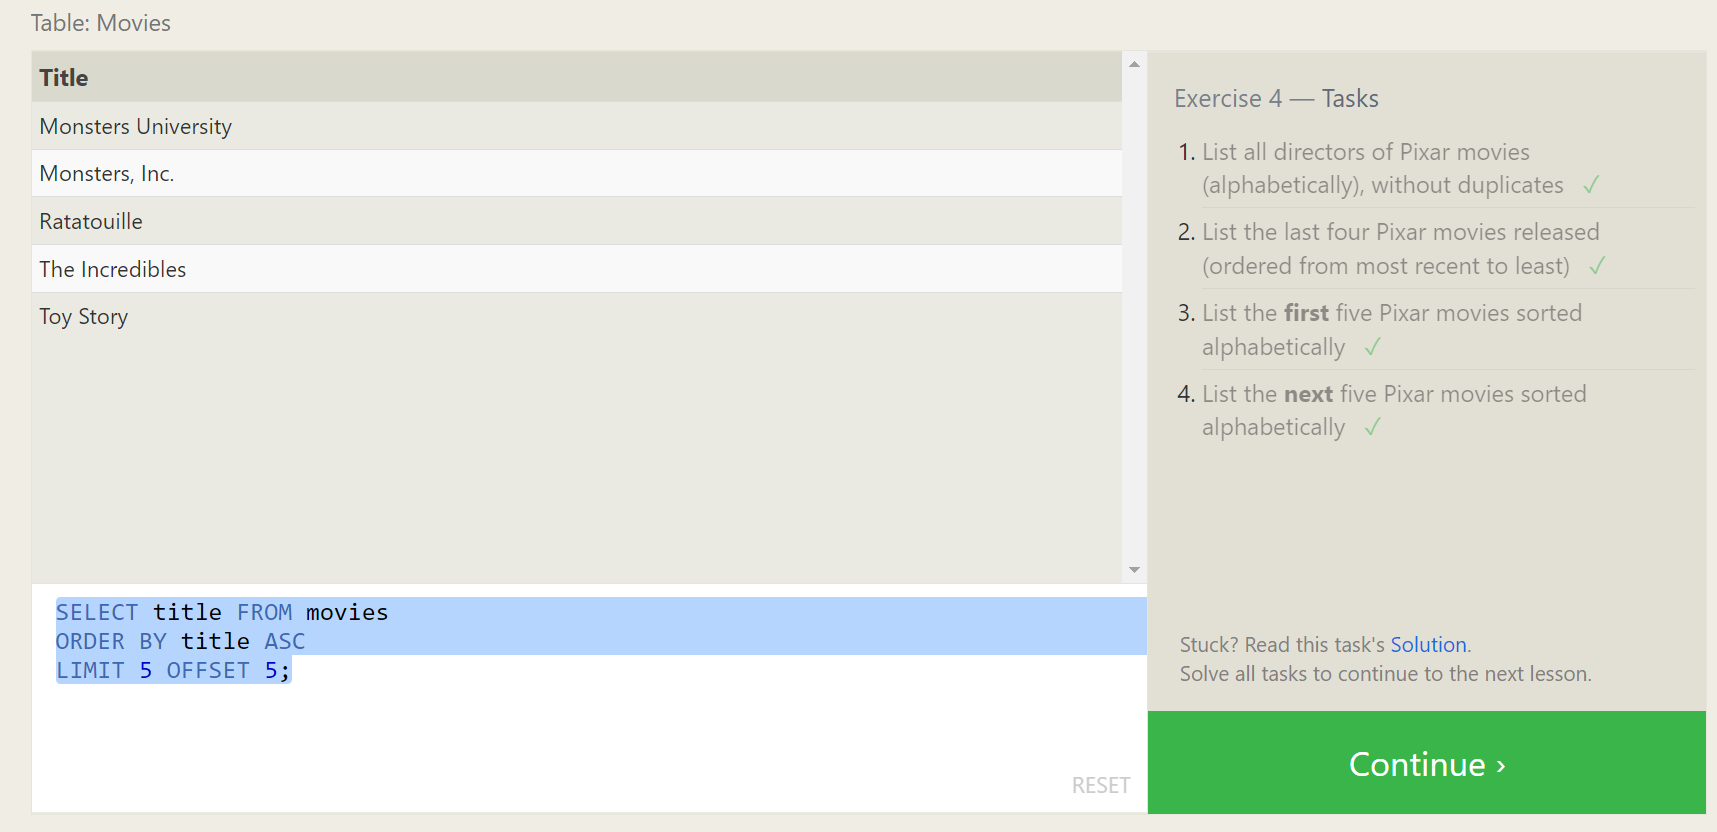 Table: Movies
Title
Monsters University
Monsters, Inc.
Ratatouille
The Incredibles
Toy Story
SELECT title FROM movies
ORDER BY title ASC
LIMIT 5 OFFSET 5;
RESET
Exercise 4 — Tasks
1. List all directors of Pixar movies
(alphabetically), without duplicates ✓
2. List the last four Pixar movies released
(ordered from most recent to least) ✓
3. List the first five Pixar movies sorted
alphabetically ✓
4. List the next five Pixar movies sorted
alphabetically ✓
Stuck? Read this task's Solution.
Solve all tasks to continue to the next lesson.
Continue ›